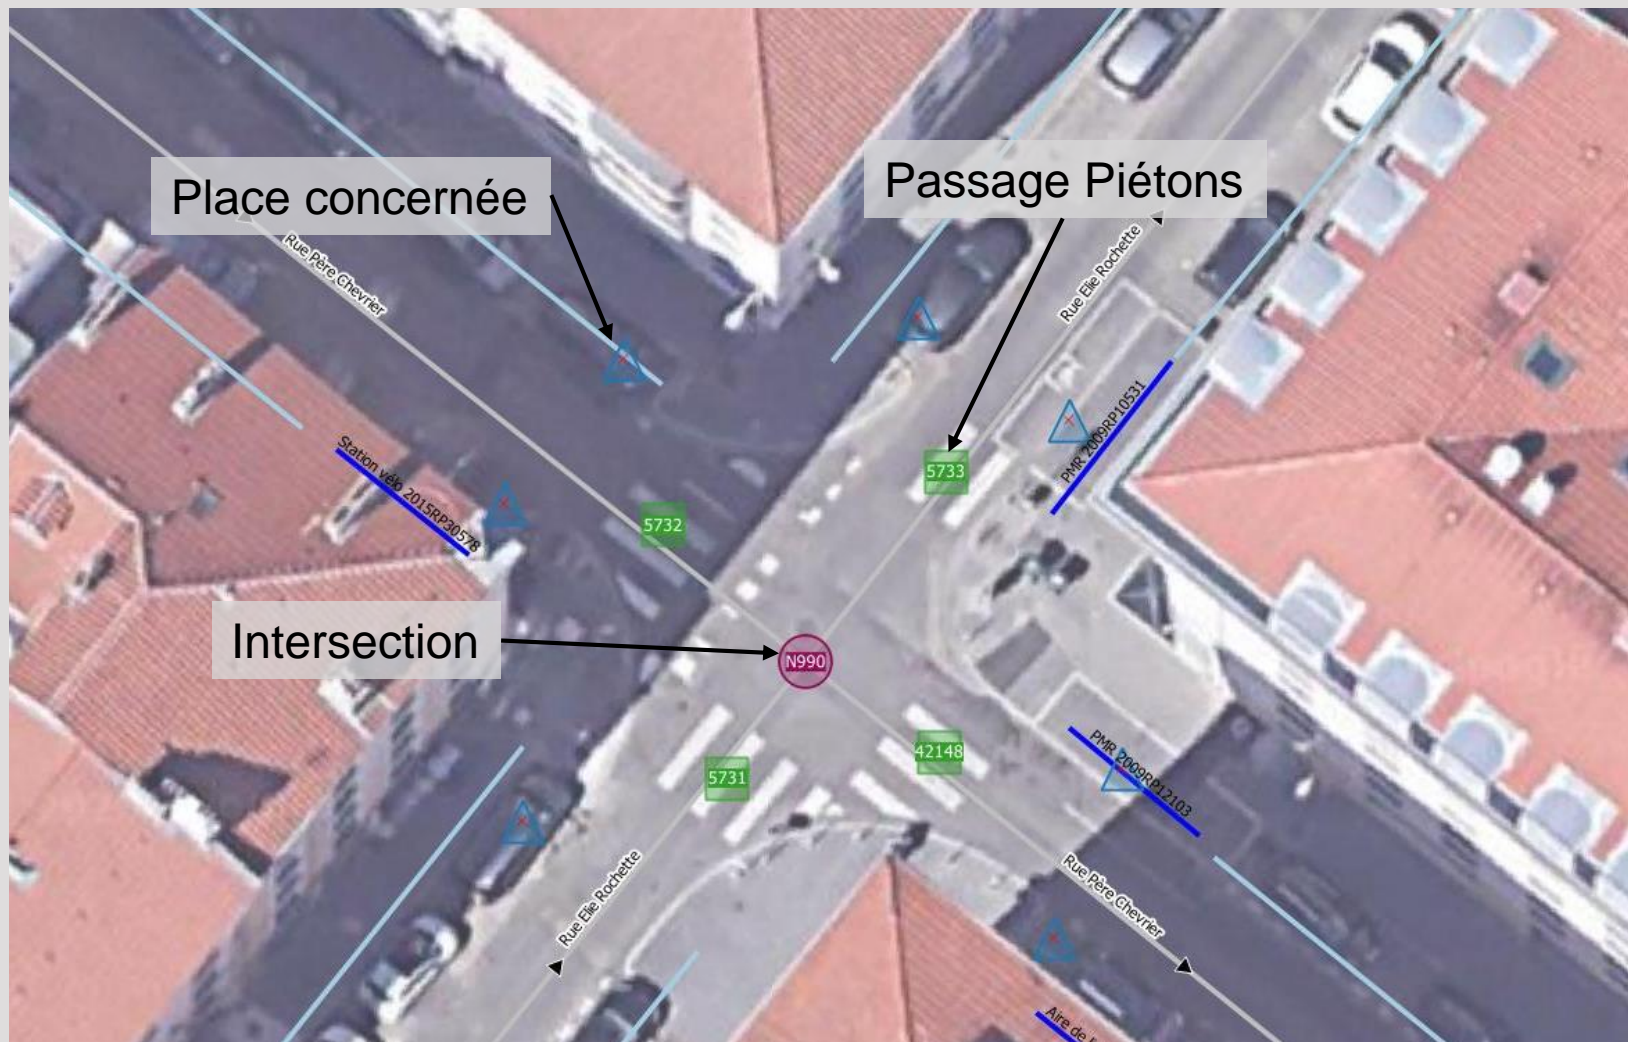 Passage Piétons
Place concernée
Rue Père Chevrier
Rue Elie Rochette
PMR 2009RP10531
Station vélo 2015RP30578
5733
5732
Intersection
N990
5731
42148
PMR 2009RP12103
Rue Elie Rochette
Rue Père Chevrier
Aire de